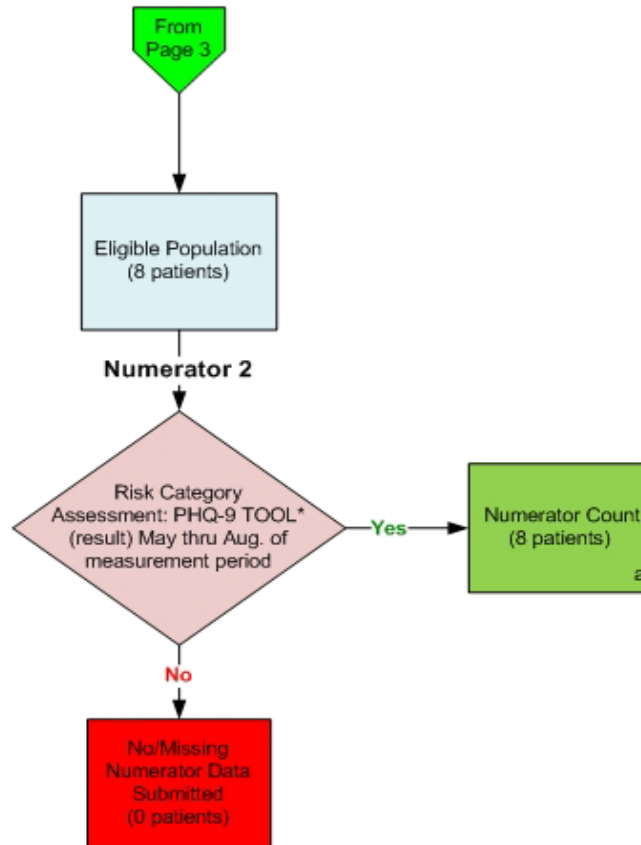 From
Page 3
Eligible Population
(8 patients)
Numerator 2
Risk Category
Assessment: PHQ-9 TOOL*
(result) May thru Aug. of
measurement period
Yes
Numerator Count
(8 patients)
a
No
No/Missing
Numerator Data
Submitted
(0 patients)